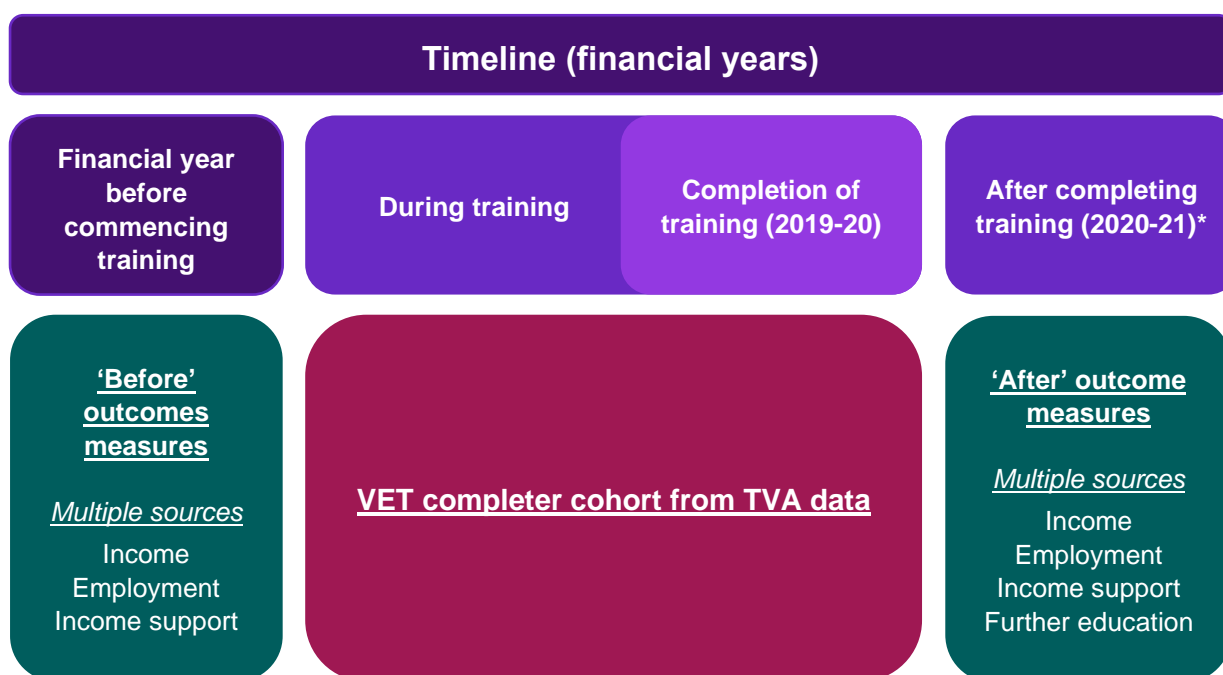 Timeline (financial years)
Financial year
before
commencing
training
During training
Completion of
training (2019-20)
After completing
training (2020-21)*
‘Before’
outcomes
measures
Multiple sources
Income
Employment
Income support
VET completer cohort from TVA data
‘After’ outcome
measures
Multiple sources
Income
Employment
Income support
Further education